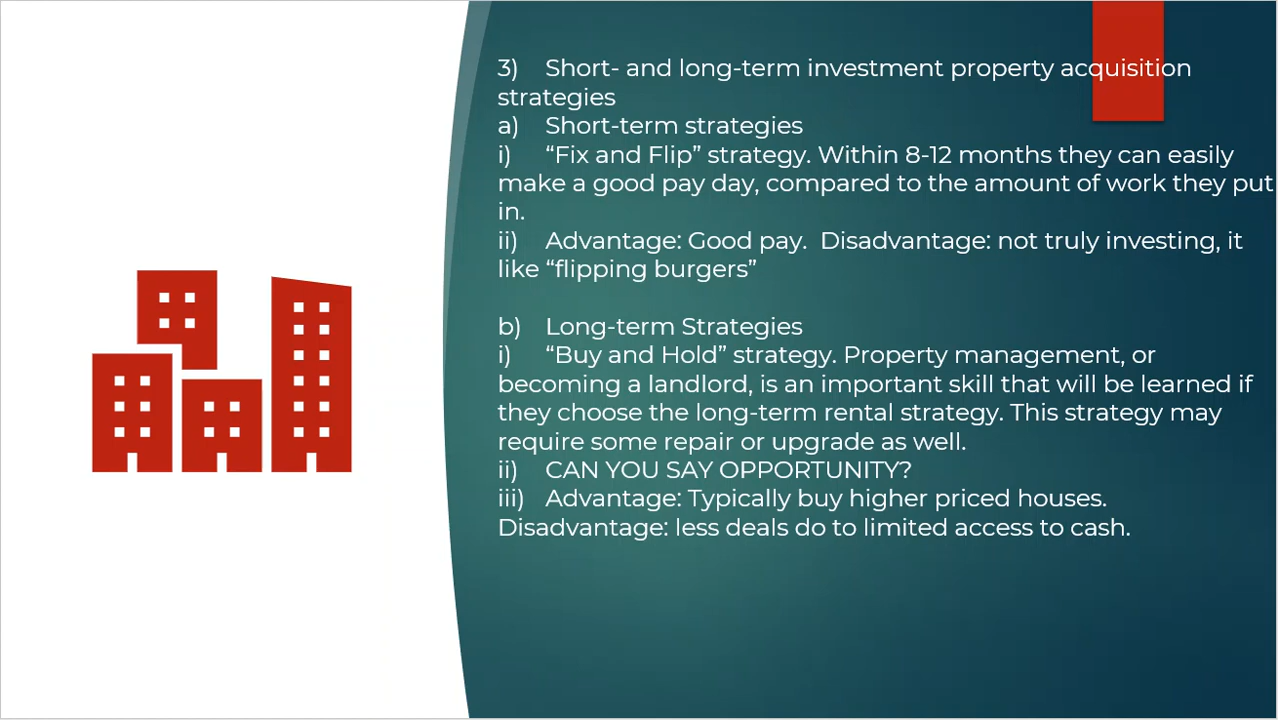 3) Short- and long-term investment property acquisition
strategies
a) Short-term strategies
i) “Fix and Flip” strategy. Within 8-12 months they can easily
make a good pay day, compared to the amount of work they put
in.
ii) Advantage: Good pay.  Disadvantage: not truly investing, it
like “flipping burgers”
b) Long-term Strategies
i) “Buy and Hold” strategy. Property management, or
becoming a landlord, is an important skill that will be learned if
they choose the long-term rental strategy. This strategy may
require some repair or upgrade as well.
ii) CAN YOU SAY OPPORTUNITY?
iii) Advantage: Typically buy higher priced houses.
Disadvantage: less deals do to limited access to cash.